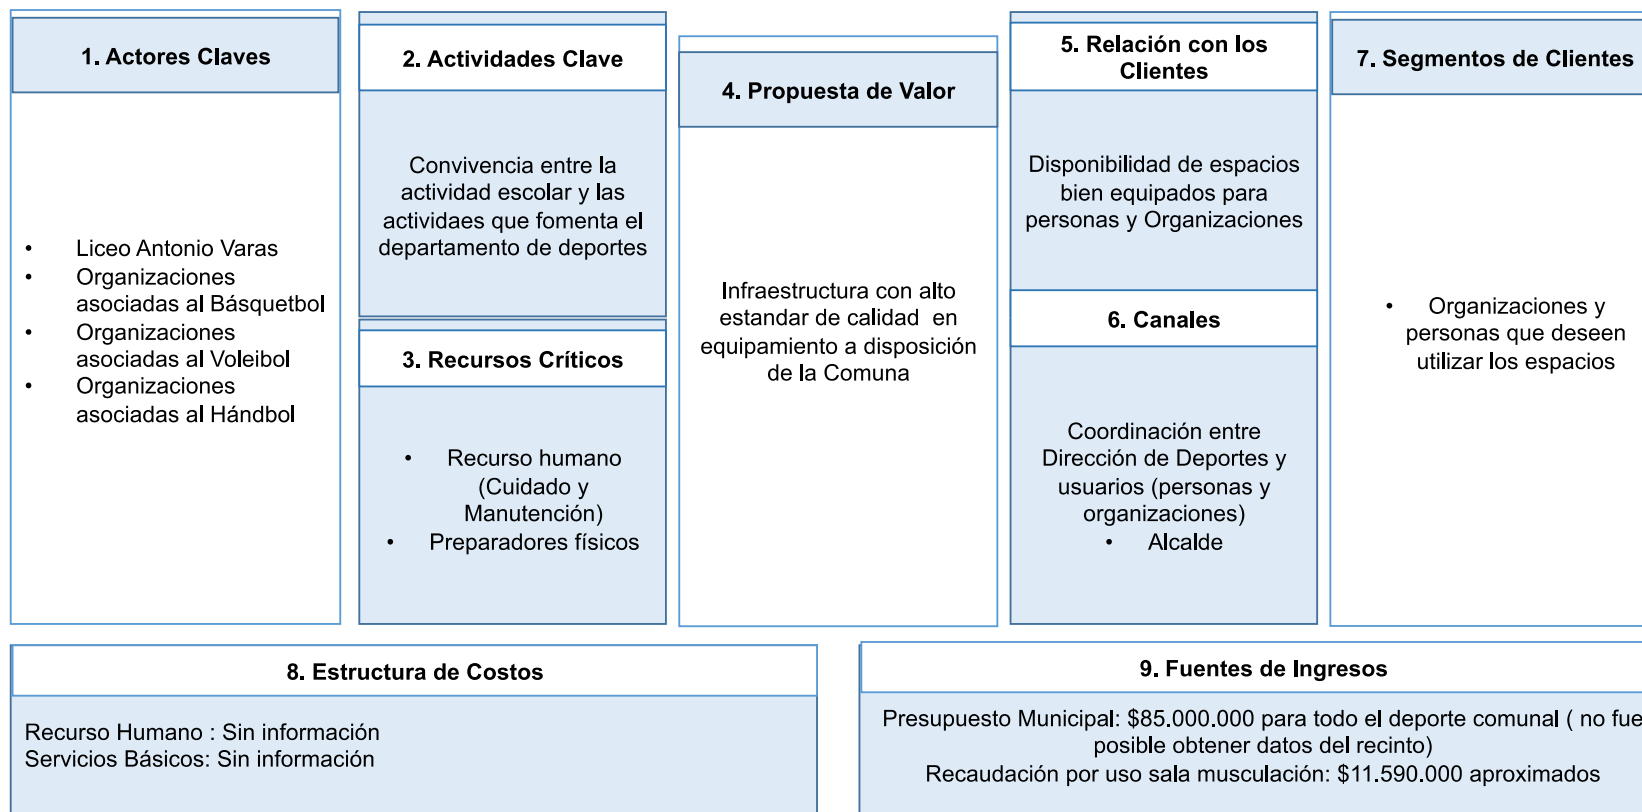 1. Actores Claves
• Liceo Antonio Varas
• Organizaciones
asociadas al Básquetbol
• Organizaciones
asociadas al Voleibol
• Organizaciones
asociadas al Hándbol
2. Actividades Clave
Convivencia entre la
actividad escolar y las
actividaes que fomenta el
departamento de deportes
3. Recursos Críticos
• Recurso humano
(Cuidado y
Manutención)
• Preparadores físicos
4. Propuesta de Valor
Infraestructura con alto
estandar de calidad en
equipamiento a disposición
de la Comuna
5. Relación con los
Clientes
Disponibilidad de espacios
bien equipados para
personas y Organizaciones
6. Canales
Coordinación entre
Dirección de Deportes y
usuarios (personas y
organizaciones)
• Alcalde
7. Segmentos de Clientes
• Organizaciones y
personas que deseen
utilizar los espacios
8. Estructura de Costos
Recurso Humano : Sin información
Servicios Básicos: Sin información
9. Fuentes de Ingresos
Presupuesto Municipal: $85.000.000 para todo el deporte comunal ( no fue
posible obtener datos del recinto)
Recaudación por uso sala musculación: $11.590.000 aproximados